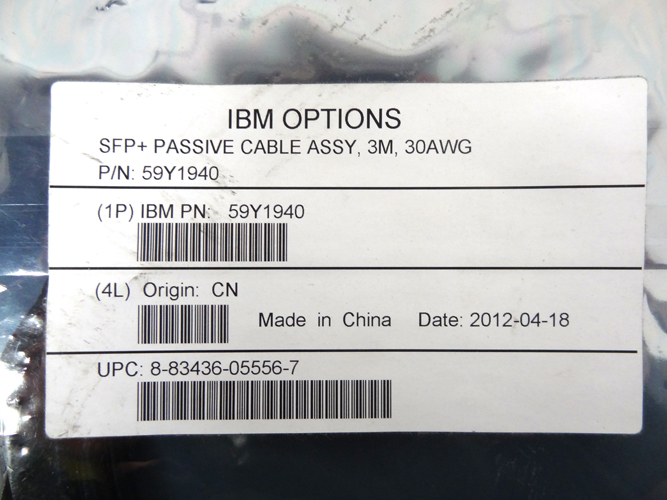 IBM OPTIONS
SFP+ PASSIVE CABLE ASSY, 3M, 30AWG
P/N: 59Y1940
(1P) IBM PN: 59Y1940
(4L) Origin: CN
Made in China Date: 2012-04-18
UPC: 8-83436-05556-7